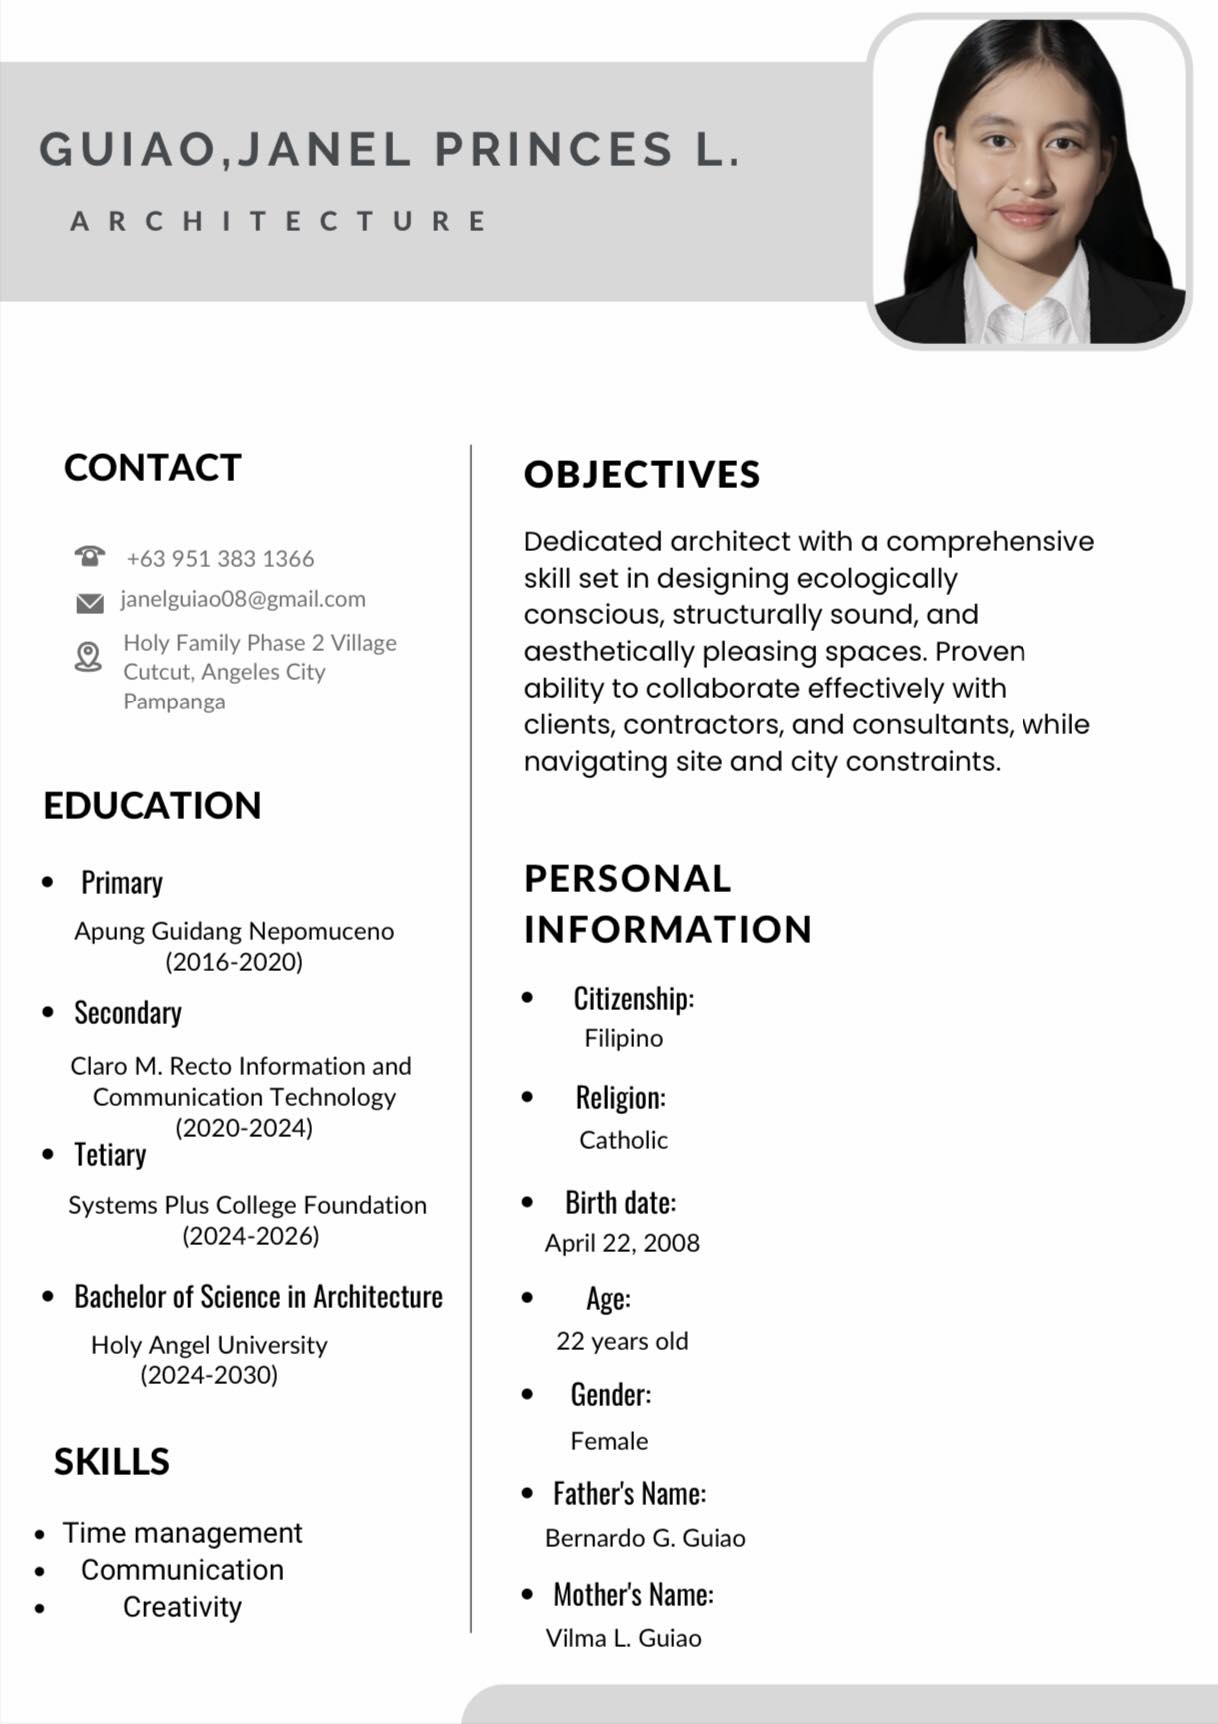 GUIAO,JANEL PRINCES L.
ARCHITECTURE
CONTACT
+63 951 383 1366
janelguiao08@gmail.com
Holy Family Phase 2 Village
Cutcut, Angeles City
Pampanga
EDUCATION
• Primary
Apung Guidang Nepomuceno
(2016-2020)
• Secondary
Claro M. Recto Information and
Communication Technology
(2020-2024)
• Tetiary
Systems Plus College Foundation
(2024-2026)
• Bachelor of Science in Architecture
Holy Angel University
(2024-2030)
SKILLS
• Time management
• Communication
• Creativity
OBJECTIVES
Dedicated architect with a comprehensive
skill set in designing ecologically
conscious, structurally sound, and
aesthetically pleasing spaces. Proven
ability to collaborate effectively with
clients, contractors, and consultants, while
navigating site and city constraints.
PERSONAL
INFORMATION
• Citizenship:
Filipino
• Religion:
Catholic
• Birth date:
April 22, 2008
• Age:
22 years old
• Gender:
Female
• Father's Name:
Bernardo G. Guiao
• Mother's Name:
Vilma L. Guiao